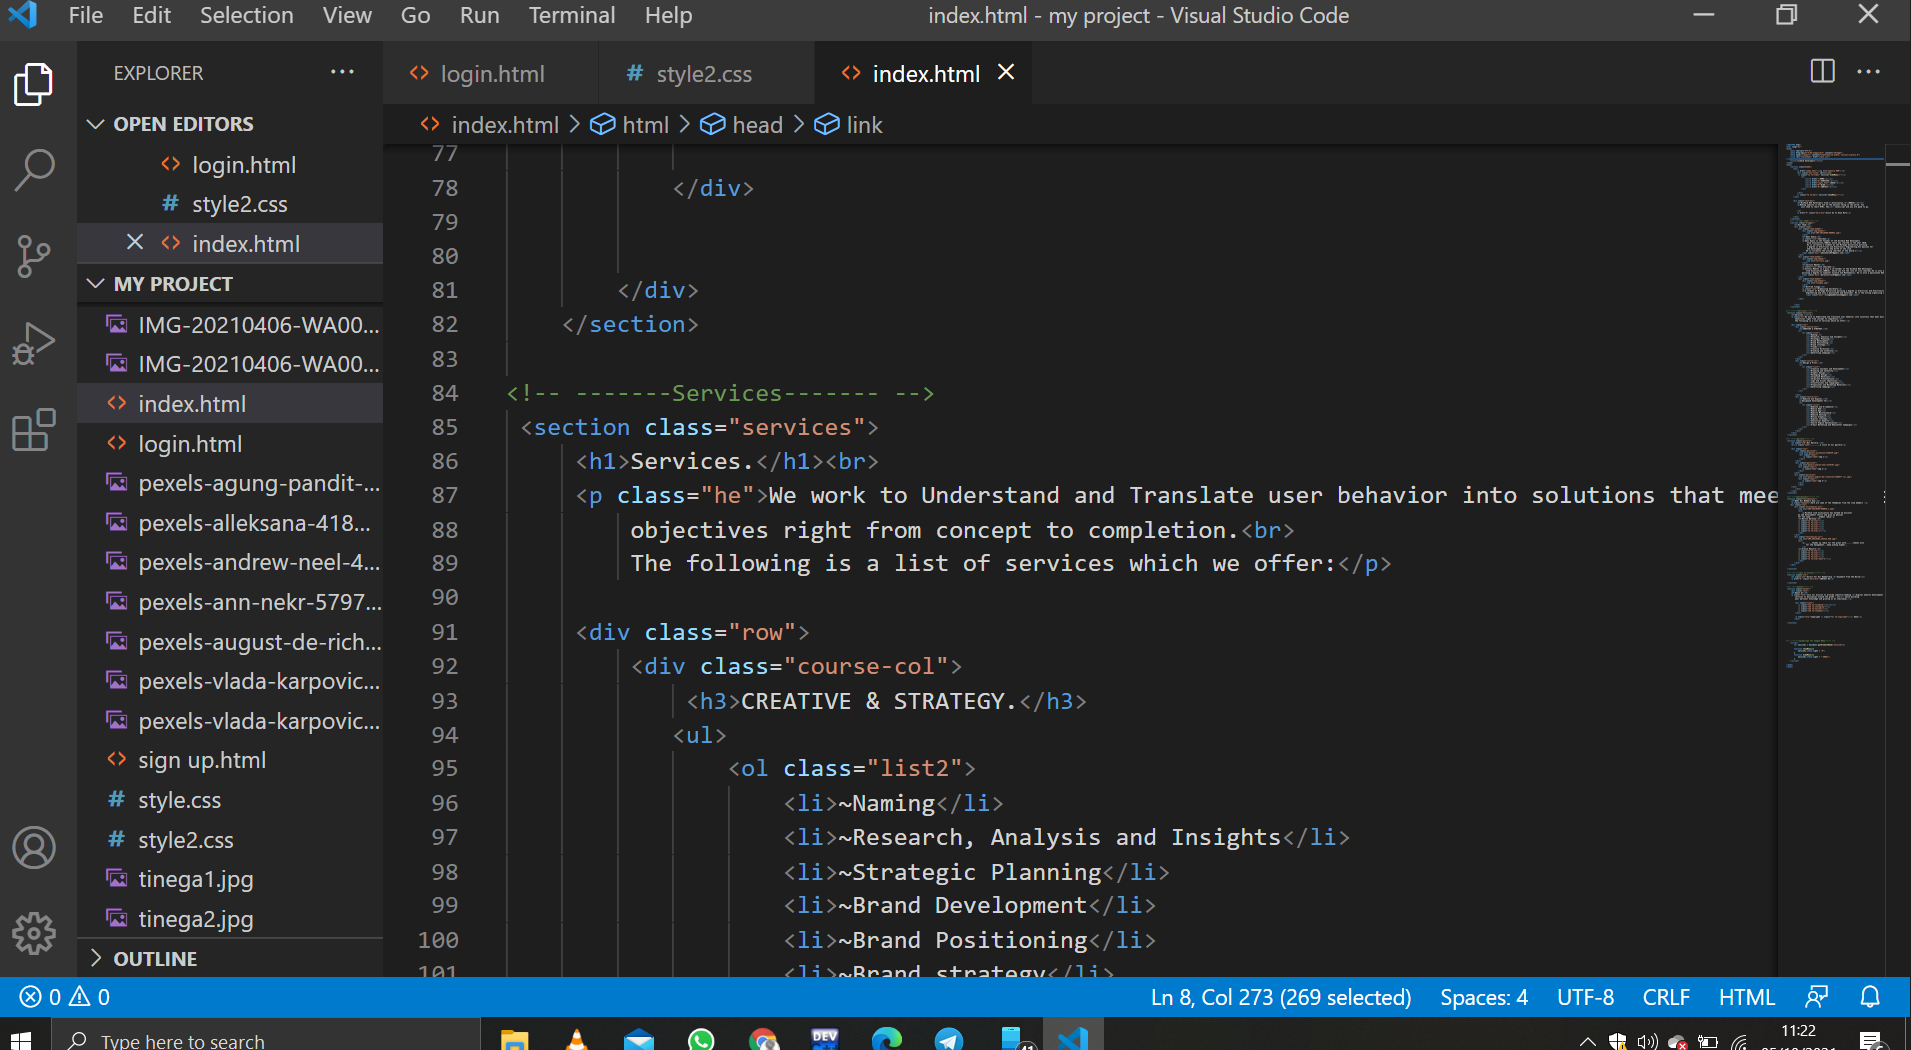 File Edit Selection View Go Run Terminal Help
index.html - my project - Visual Studio Code
EXPLORER ···
OPEN EDITORS
login.html
# style2.css
index.html
MY PROJECT
IMG-20210406-WA00...
IMG-20210406-WA00...
index.html
login.html
pexels-agung-pandit-...
pexels-alleksana-418...
pexels-andrew-neel-4...
pexels-ann-nekr-5797...
pexels-august-de-rich...
pexels-vlada-karpovic...
pexels-vlada-karpovic...
sign up.html
# style.css
# style2.css
tinega1.jpg
tinega2.jpg
OUTLINE
login.html # style2.css index.html
index.html > html > head > link
77
78 </div>
79
80
81 </div>
82 </section>
83
84 <!-- -------Services------- -->
85 <section class="services">
86 <h1>Services.</h1><br>
87 <p class="he">We work to Understand and Translate user behavior into solutions that mee
88 objectives right from concept to completion.<br>
89 The following is a list of services which we offer:</p>
90
91 <div class="row">
92 <div class="course-col">
93 <h3>CREATIVE & STRATEGY.</h3>
94 <ul>
95 <ol class="list2">
96 <li>~Naming</li>
97 <li>~Research, Analysis and Insights</li>
98 <li>~Strategic Planning</li>
99 <li>~Brand Development</li>
100 <li>~Brand Positioning</li>
101 <li>~Brand strategy</li>
0 0
Ln 8, Col 273 (269 selected) Spaces: 4 UTF-8 CRLF HTML
Type here to search
DEV
11:22